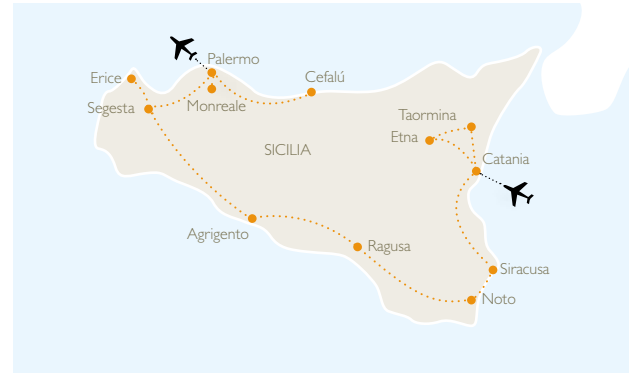 Palermo
Erice
Cefalú
Segesta
Monreale
Taormina
Etna
SICILIA
Catania
Agrigento
Ragusa
Siracusa
Noto